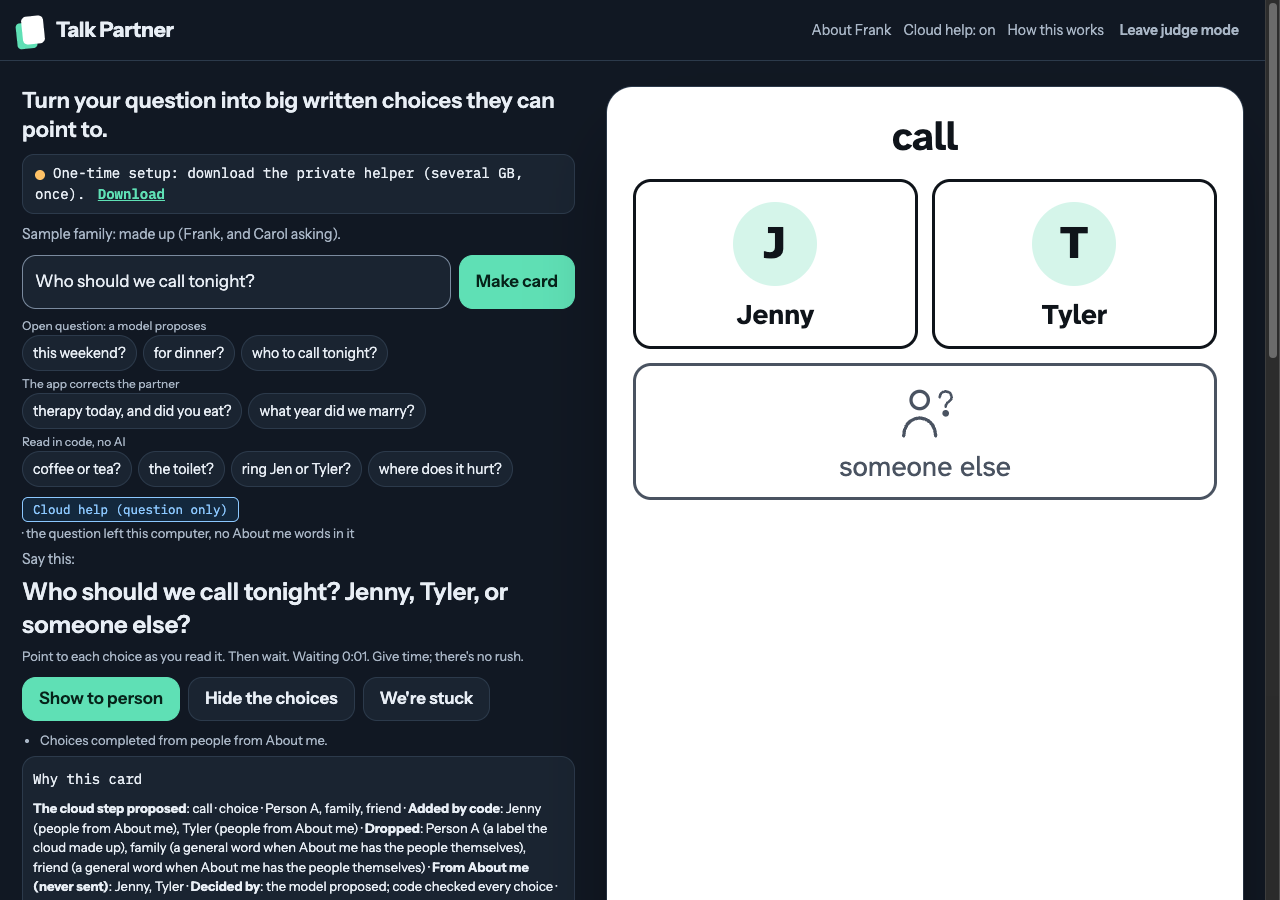 Talk Partner
About Frank Cloud help: on How this works Leave judge mode
Turn your question into big written choices they can
point to.
One-time setup: download the private helper (several GB,
once). Download
Sample family: made up (Frank, and Carol asking).
Who should we call tonight?
Make card
Open question: a model proposes
this weekend? for dinner? who to call tonight?
The app corrects the partner
therapy today, and did you eat? what year did we marry?
Read in code, no AI
coffee or tea? the toilet? ring Jen or Tyler? where does it hurt?
Cloud help (question only)
· the question left this computer, no About me words in it
Say this:
Who should we call tonight? Jenny, Tyler, or
someone else?
Point to each choice as you read it. Then wait. Waiting 0:01. Give time; there's no rush.
Show to person Hide the choices We're stuck
• Choices completed from people from About me.
Why this card
The cloud step proposed: call · choice · Person A, family, friend · Added by code: Jenny
(people from About me), Tyler (people from About me) · Dropped: Person A (a label the
cloud made up), family (a general word when About me has the people themselves),
friend (a general word when About me has the people themselves) · From About me
(never sent): Jenny, Tyler · Decided by: the model proposed; code checked every choice ·
call
J
Jenny
T
Tyler
?
someone else